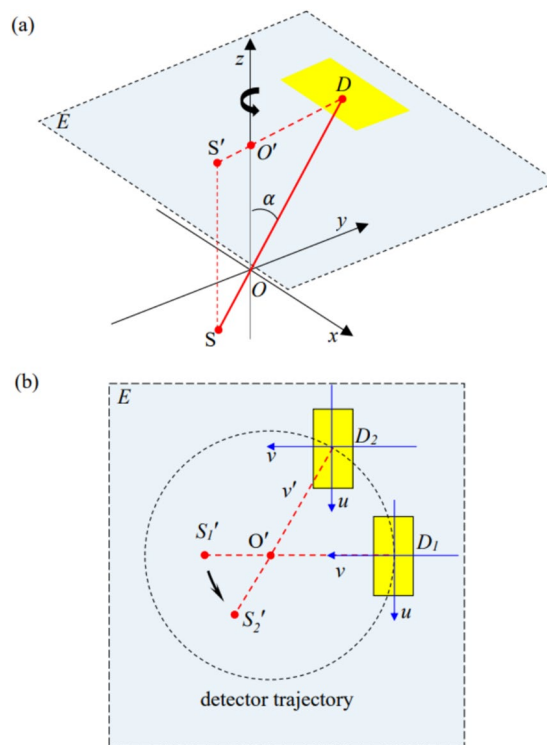 (a)
z
D
E
S′
O′
α
y
O
S
x
(b)
E
D₂
v
v′
u
S₁′
O′
D₁
v
S₂′
u
detector trajectory